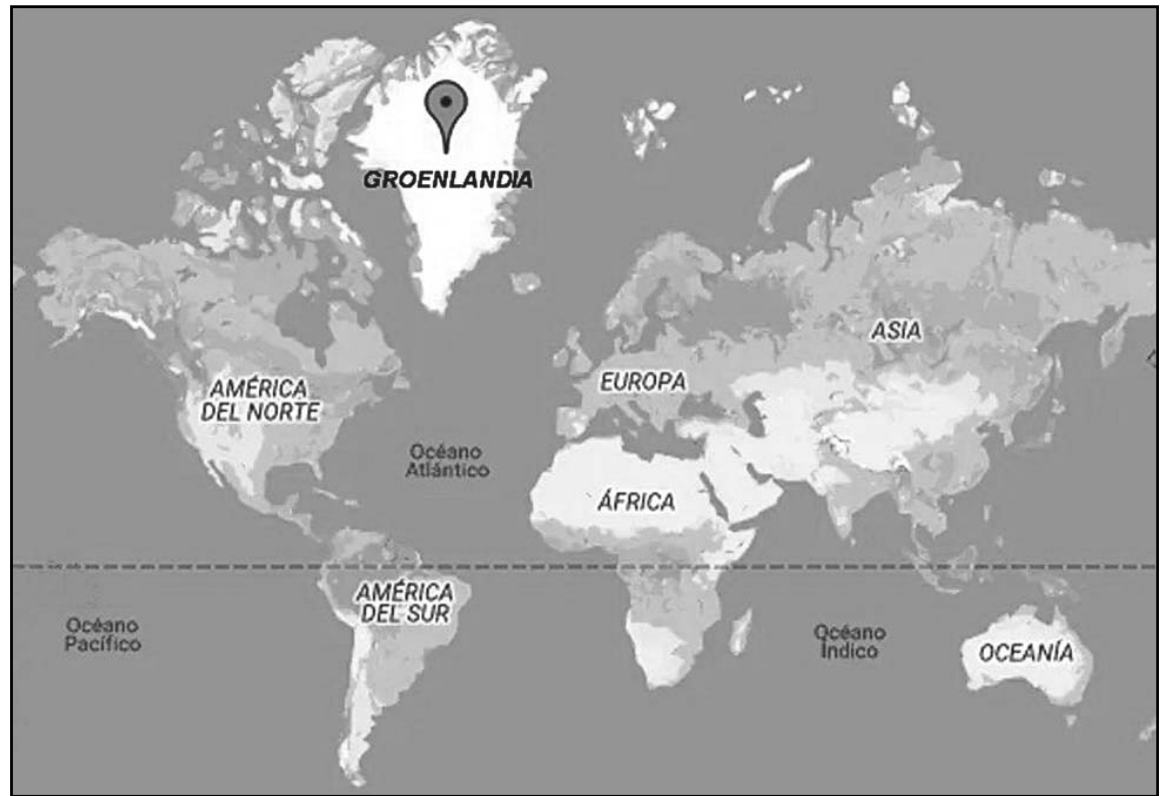 GROENLANDIA
ASIA
AMÉRICA
DEL NORTE
EUROPA
Océano
Atlántico
ÁFRICA
AMÉRICA
DEL SUR
Océano
Pacífico
Océano
Índico
OCEANÍA